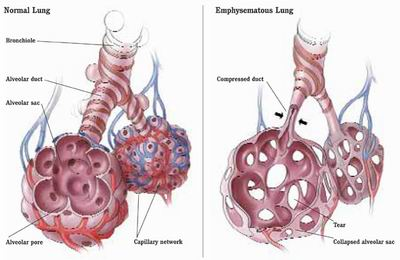 Normal Lung
Bronchiole
Alveolar duct
Alveolar sac
Alveolar pore
Capillary network
Emphysematous Lung
Compressed duct
Tear
Collapsed alveolar sac